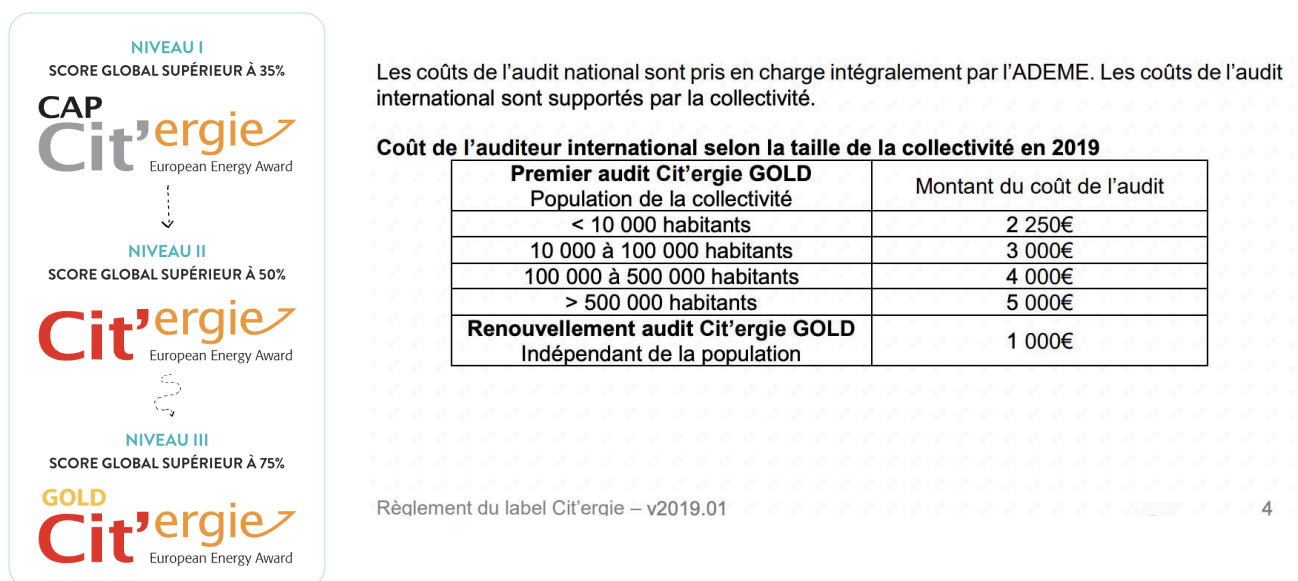 NIVEAU I
SCORE GLOBAL SUPÉRIEUR À 35%
CAP
Cit'ergie
European Energy Award
NIVEAU II
SCORE GLOBAL SUPÉRIEUR À 50%
Cit'ergie
European Energy Award
NIVEAU III
SCORE GLOBAL SUPÉRIEUR À 75%
GOLD
Cit'ergie
European Energy Award
Les coûts de l'audit national sont pris en charge intégralement par l'ADEME. Les coûts de l'audit
international sont supportés par la collectivité.
Coût de l'auditeur international selon la taille de la collectivité en 2019
Premier audit Cit'ergie GOLD
Population de la collectivité
Montant du coût de l'audit
< 10 000 habitants 2 250€
10 000 à 100 000 habitants 3 000€
100 000 à 500 000 habitants 4 000€
> 500 000 habitants 5 000€
Renouvellement audit Cit'ergie GOLD
Indépendant de la population
1 000€
Règlement du label Cit'ergie – v2019.01 4